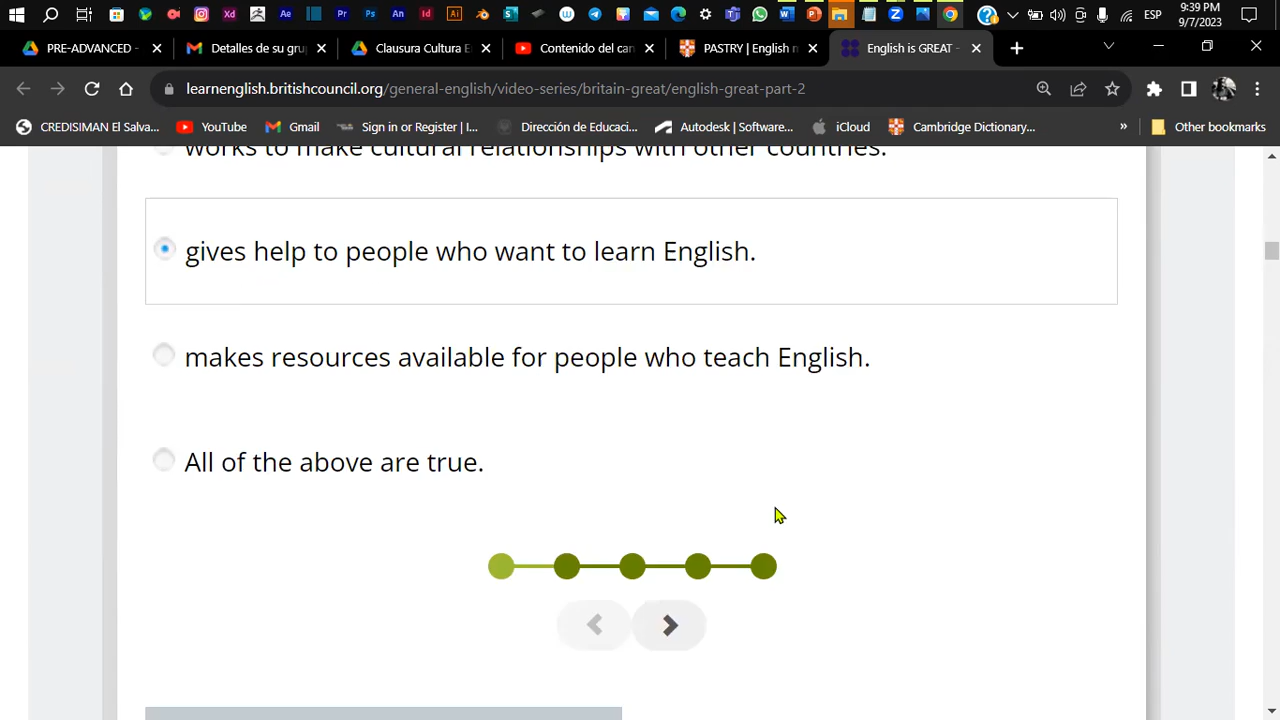 9:39 PM
ESP
9/7/2023
PRE-ADVANCED -
Detalles de su gru
Clausura Cultura E
Contenido del can
PASTRY | English m
English is GREAT -
learnenglish.britishcouncil.org/general-english/video-series/britain-great/english-great-part-2
CREDISIMAN El Salva...
YouTube
Gmail
Sign in or Register | I...
Dirección de Educaci...
Autodesk | Software...
iCloud
Cambridge Dictionary...
»
Other bookmarks
works to make cultural relationships with other countries.
gives help to people who want to learn English.
makes resources available for people who teach English.
All of the above are true.